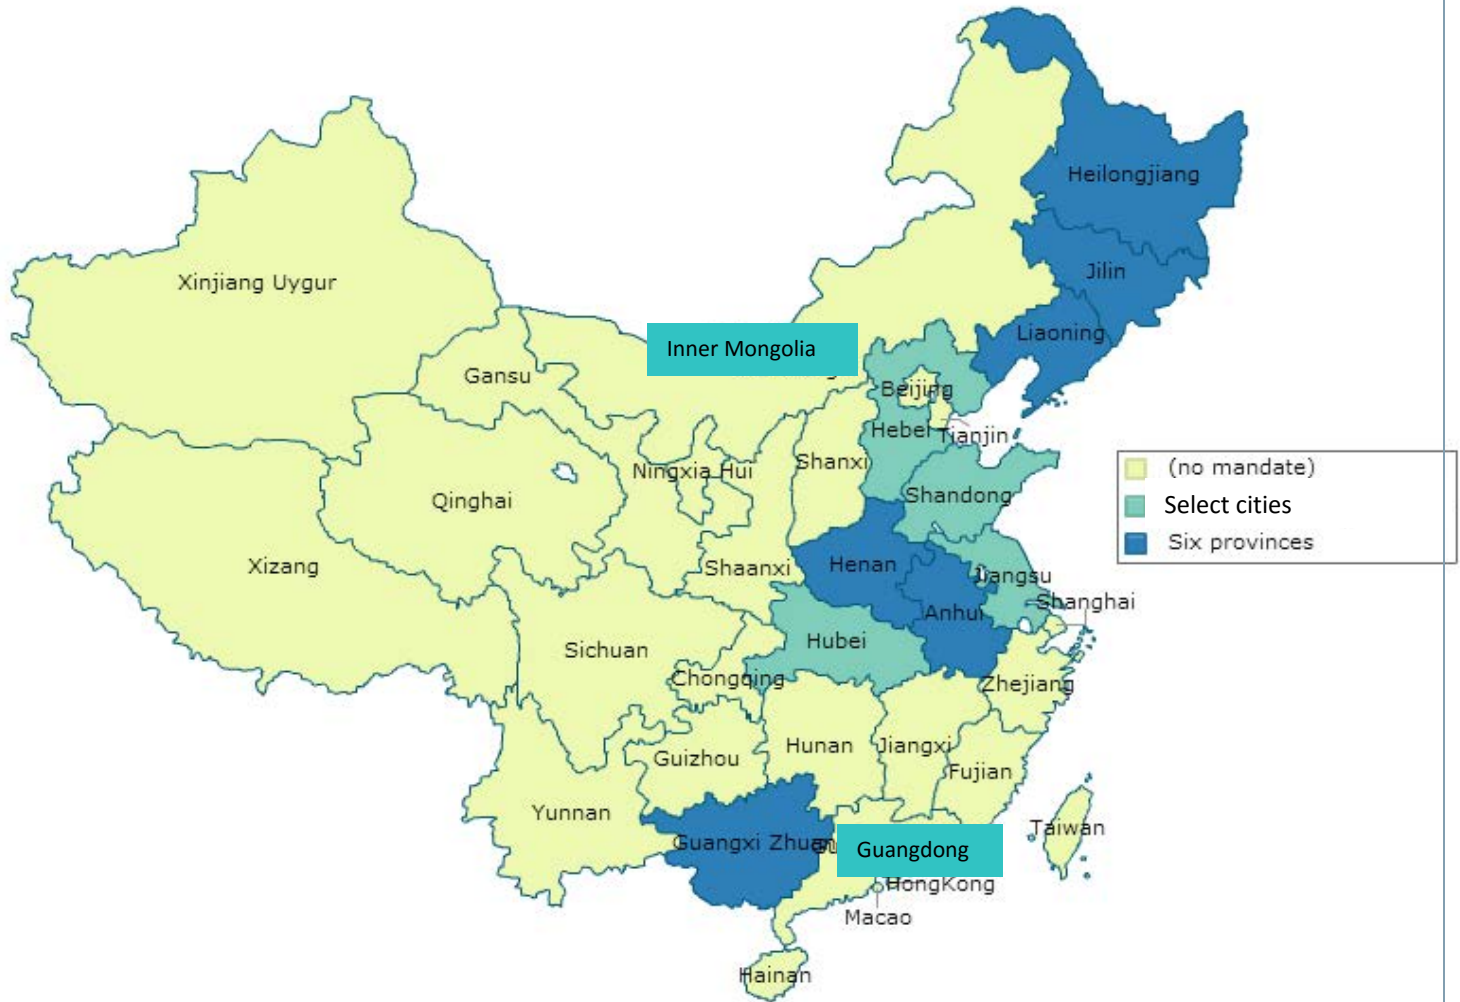 Heilongjiang
Jilin
Xinjiang Uygur
Liaoning
Inner Mongolia
Gansu
Beijing
Hebei
Tianjin
Shanxi
Ningxia Hui
(no mandate)
Shandong
Qinghai
Select cities
Six provinces
Xizang
Shaanxi
Henan
Jiangsu
Shanghai
Anhui
Hubei
Sichuan
Chongqing
Zhejiang
Hunan
Jiangxi
Guizhou
Fujian
Yunnan
Taiwan
Guangxi Zhuan
Guangdong
HongKong
Macao
Hainan